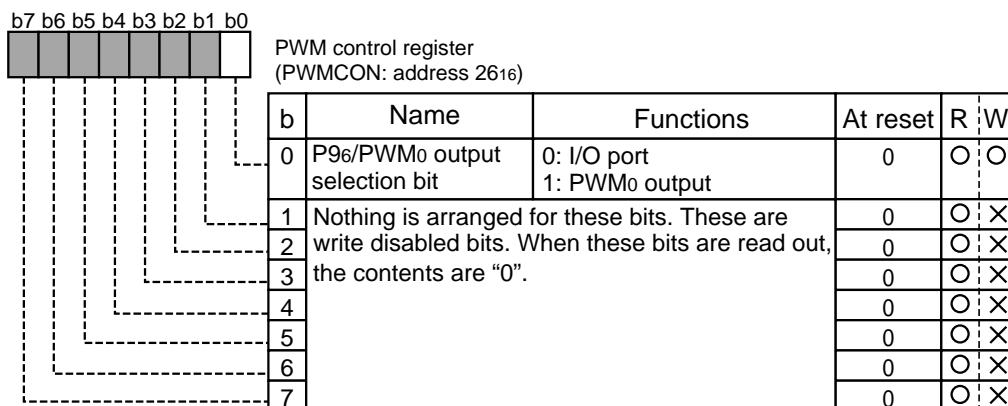 b7 b6 b5 b4 b3 b2 b1 b0
PWM control register
(PWMCON: address 2616)
b Name Functions At reset R W
0 P96/PWM0 output 0: I/O port 0 O O
selection bit 1: PWM0 output
1 Nothing is arranged for these bits. These are 0 O ×
2 write disabled bits. When these bits are read out, 0 O ×
3 the contents are “0”. 0 O ×
4 0 O ×
5 0 O ×
6 0 O ×
7 0 O ×